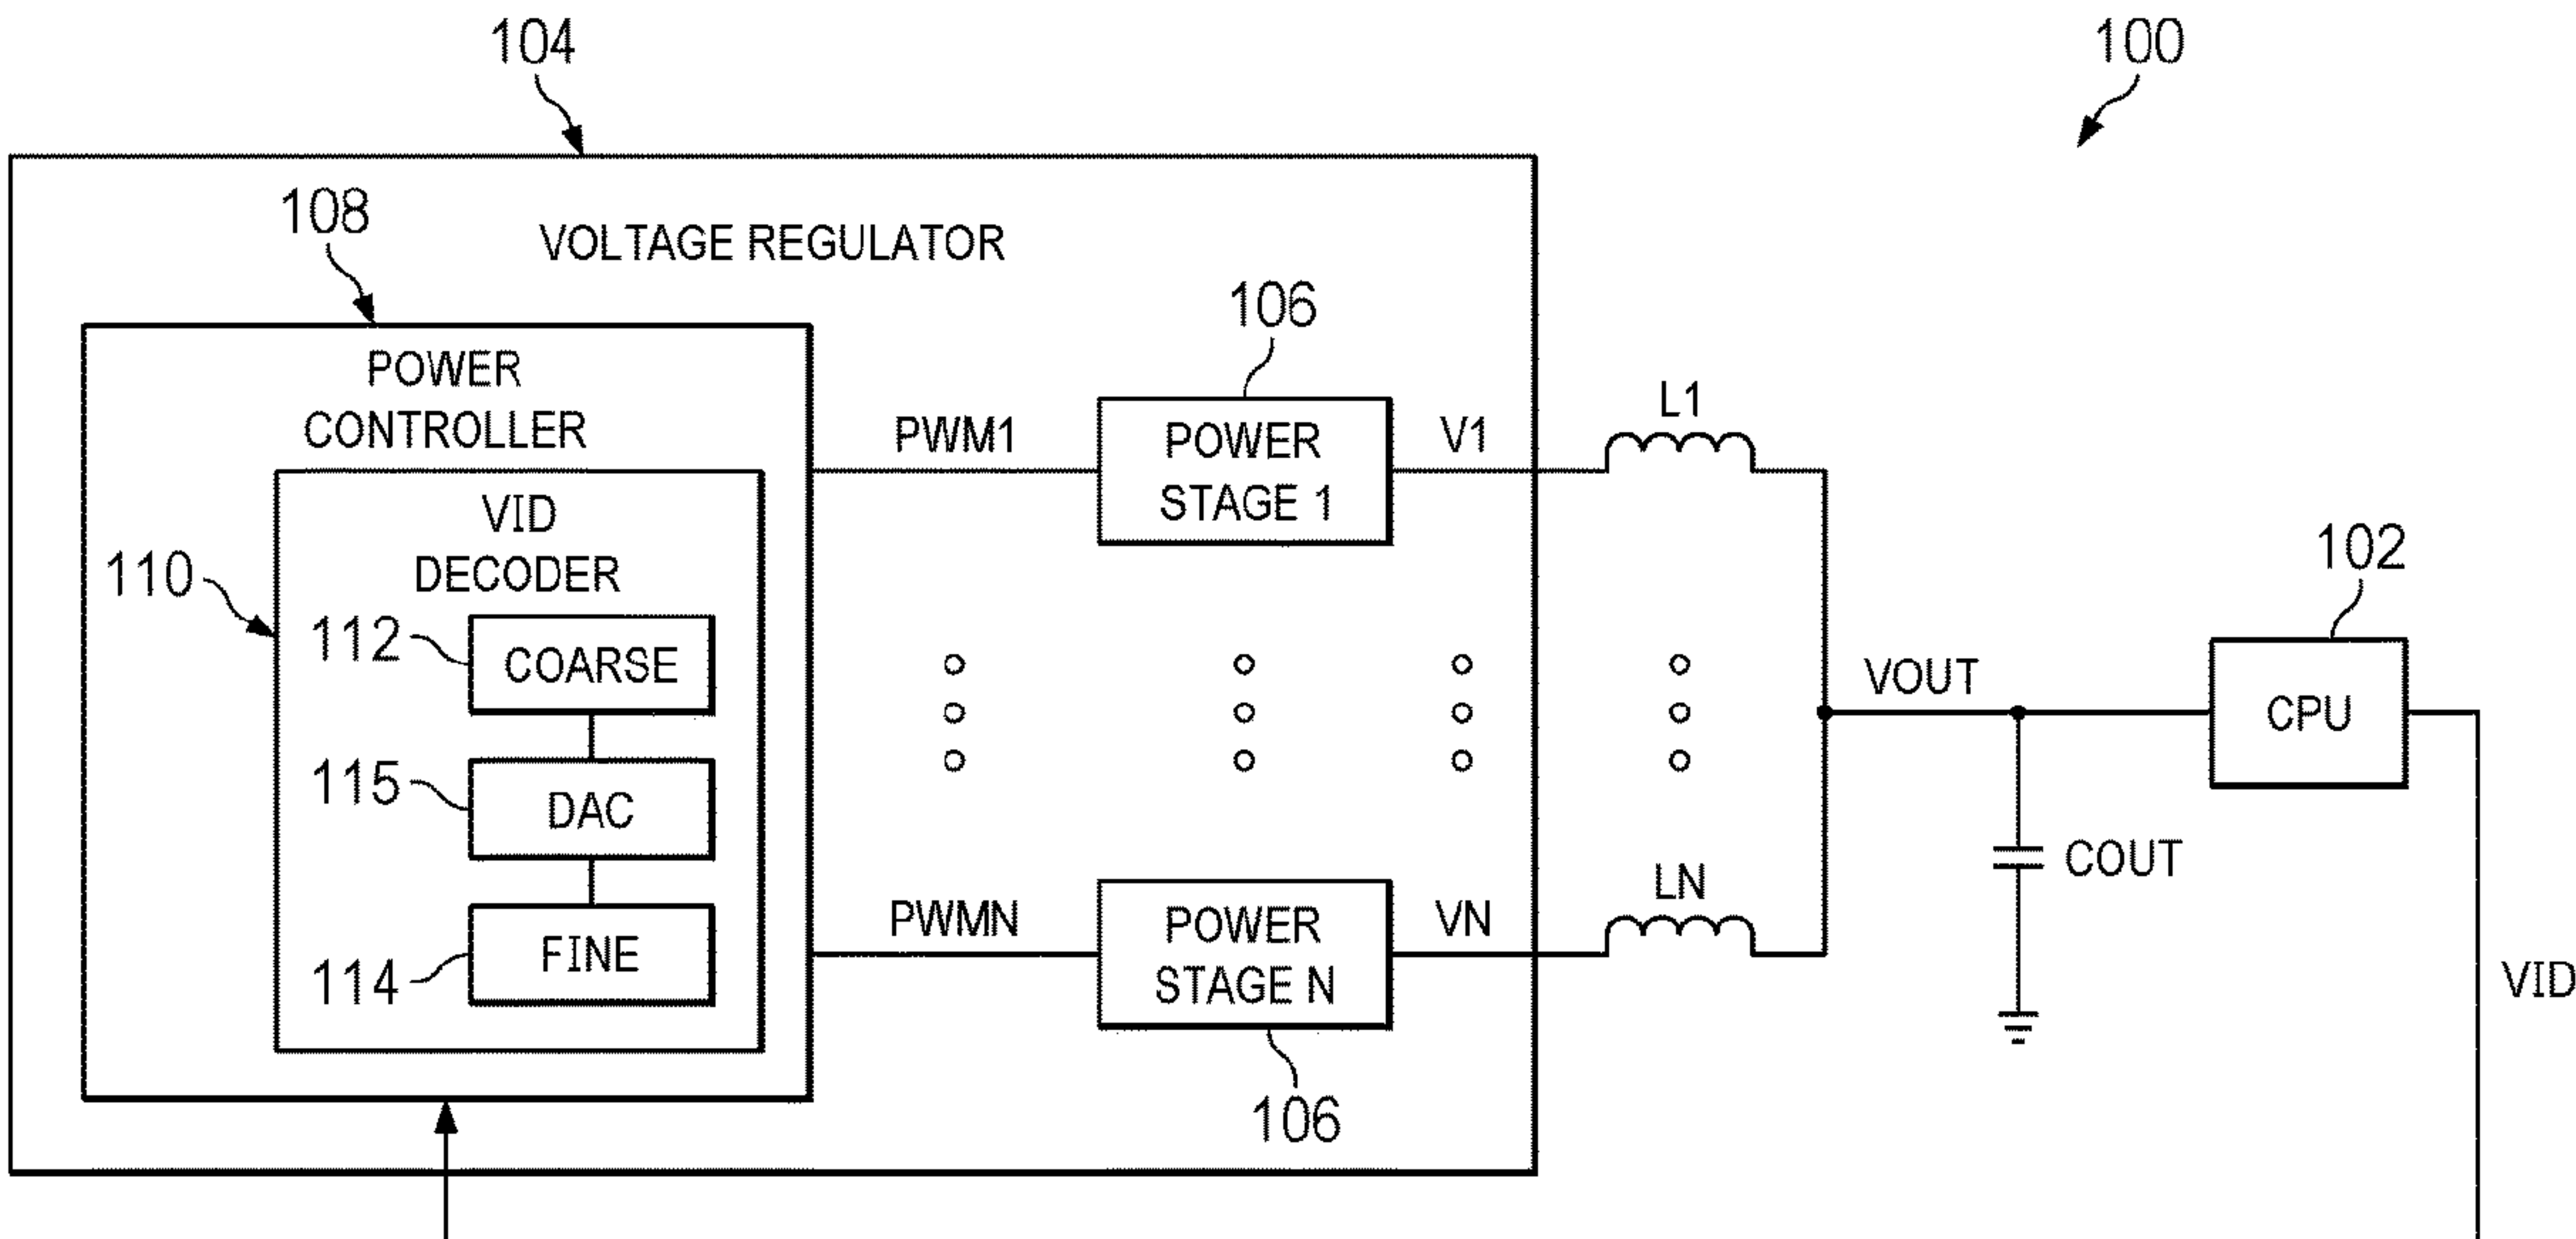 104
100
108
VOLTAGE REGULATOR
106
POWER
CONTROLLER
PWM1
POWER
STAGE 1
V1
L1
VID
DECODER
110
102
112
COARSE
VOUT
CPU
115
DAC
COUT
PWMN
POWER
STAGE N
VN
LN
114
FINE
VID
106